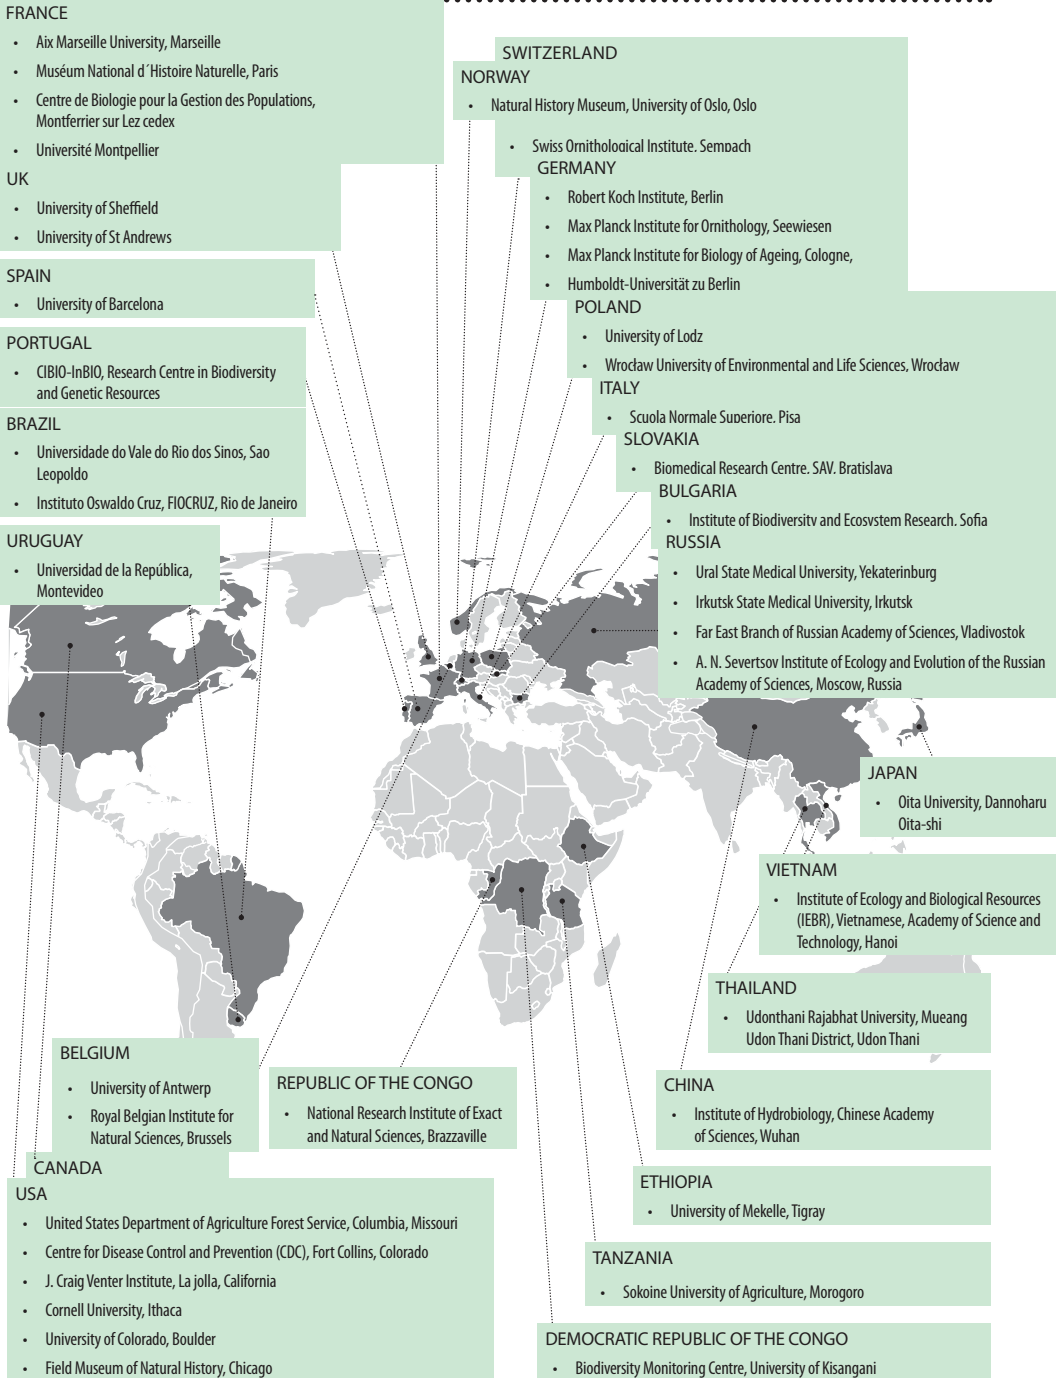 FRANCE
• Aix Marseille University, Marseille
• Muséum National d´Histoire Naturelle, Paris
• Centre de Biologie pour la Gestion des Populations,
Montferrier sur Lez cedex
• Université Montpellier
UK
• University of Sheffield
• University of St Andrews
SPAIN
• University of Barcelona
PORTUGAL
• CIBIO-InBIO, Research Centre in Biodiversity
and Genetic Resources
BRAZIL
• Universidade do Vale do Rio dos Sinos, Sao
Leopoldo
• Instituto Oswaldo Cruz, FIOCRUZ, Rio de Janeiro
URUGUAY
• Universidad de la República,
Montevideo
SWITZERLAND
NORWAY
• Natural History Museum, University of Oslo, Oslo
• Swiss Ornithological Institute, Sempach
GERMANY
• Robert Koch Institute, Berlin
• Max Planck Institute for Ornithology, Seewiesen
• Max Planck Institute for Biology of Ageing, Cologne,
• Humboldt-Universität zu Berlin
POLAND
• University of Lodz
• Wrocław University of Environmental and Life Sciences, Wrocław
ITALY
• Scuola Normale Superiore, Pisa
SLOVAKIA
• Biomedical Research Centre, SAV, Bratislava
BULGARIA
• Institute of Biodiversity and Ecosystem Research, Sofia
RUSSIA
• Ural State Medical University, Yekaterinburg
• Irkutsk State Medical University, Irkutsk
• Far East Branch of Russian Academy of Sciences, Vladivostok
• A. N. Severtsov Institute of Ecology and Evolution of the Russian
Academy of Sciences, Moscow, Russia
JAPAN
• Oita University, Dannoharu
Oita-shi
VIETNAM
• Institute of Ecology and Biological Resources
(IEBR), Vietnamese, Academy of Science and
Technology, Hanoi
THAILAND
• Udonthani Rajabhat University, Mueang
Udon Thani District, Udon Thani
CHINA
• Institute of Hydrobiology, Chinese Academy
of Sciences, Wuhan
ETHIOPIA
• University of Mekelle, Tigray
TANZANIA
• Sokoine University of Agriculture, Morogoro
DEMOCRATIC REPUBLIC OF THE CONGO
• Biodiversity Monitoring Centre, University of Kisangani
BELGIUM
• University of Antwerp
• Royal Belgian Institute for
Natural Sciences, Brussels
REPUBLIC OF THE CONGO
• National Research Institute of Exact
and Natural Sciences, Brazzaville
CANADA
USA
• United States Department of Agriculture Forest Service, Columbia, Missouri
• Centre for Disease Control and Prevention (CDC), Fort Collins, Colorado
• J. Craig Venter Institute, La jolla, California
• Cornell University, Ithaca
• University of Colorado, Boulder
• Field Museum of Natural History, Chicago